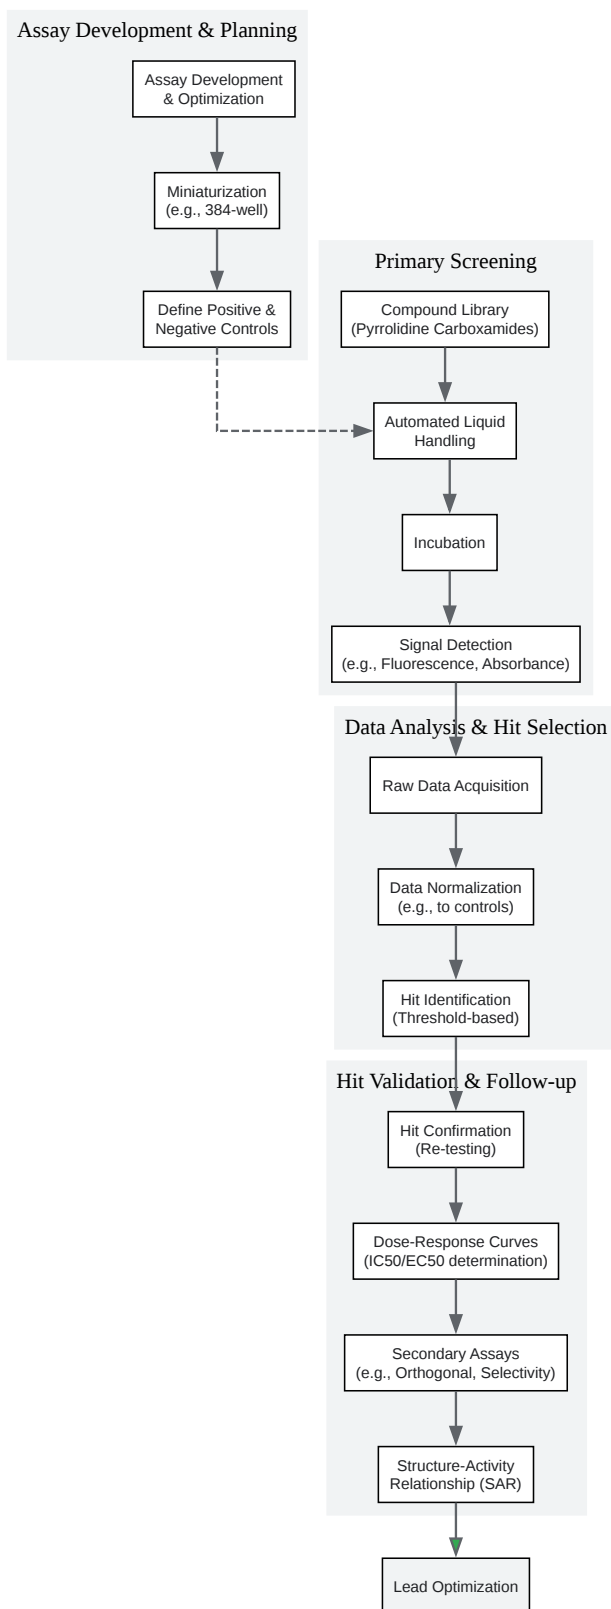 Assay Development & Planning
Assay Development
& Optimization
Miniaturization
(e.g., 384-well)
Define Positive &
Negative Controls
Primary Screening
Compound Library
(Pyrrolidine Carboxamides)
Automated Liquid
Handling
Incubation
Signal Detection
(e.g., Fluorescence, Absorbance)
Data Analysis & Hit Selection
Raw Data Acquisition
Data Normalization
(e.g., to controls)
Hit Identification
(Threshold-based)
Hit Validation & Follow-up
Hit Confirmation
(Re-testing)
Dose-Response Curves
(IC50/EC50 determination)
Secondary Assays
(e.g., Orthogonal, Selectivity)
Structure-Activity
Relationship (SAR)
Lead Optimization